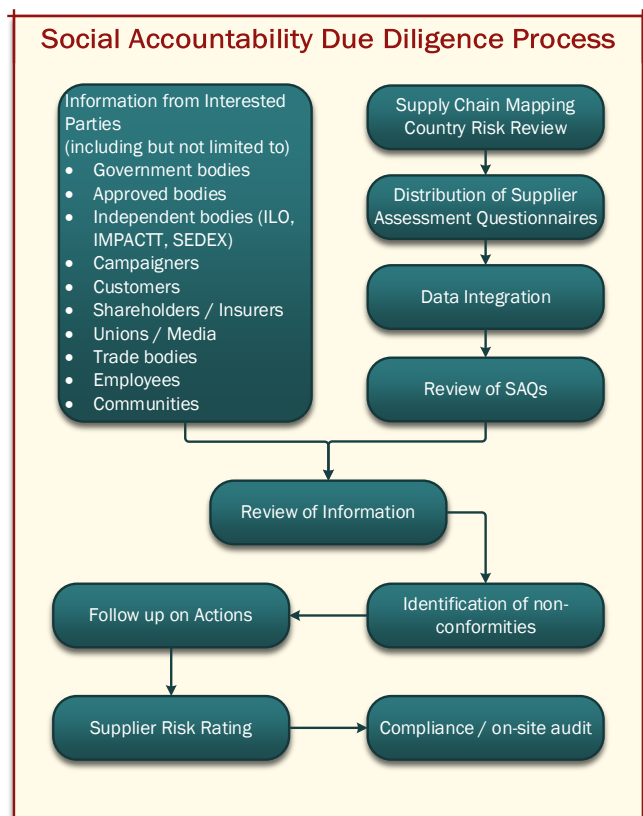 Social Accountability Due Diligence Process
Information from Interested
Parties
(including but not limited to)
• Government bodies
• Approved bodies
• Independent bodies (ILO,
IMPACTT, SEDEX)
• Campaigners
• Customers
• Shareholders / Insurers
• Unions / Media
• Trade bodies
• Employees
• Communities
Supply Chain Mapping
Country Risk Review
Distribution of Supplier
Assessment Questionnaires
Data Integration
Review of SAQs
Review of Information
Identification of non-
conformities
Follow up on Actions
Supplier Risk Rating
Compliance / on-site audit